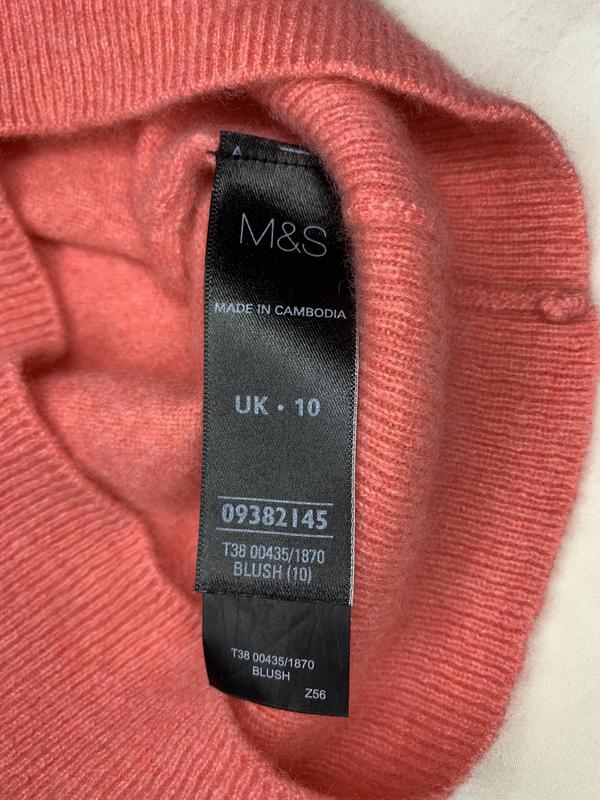 M&S
MADE IN CAMBODIA
UK • 10
09382145
T38 00435/1870
BLUSH (10)
T38 00435/1870
BLUSH
Z56